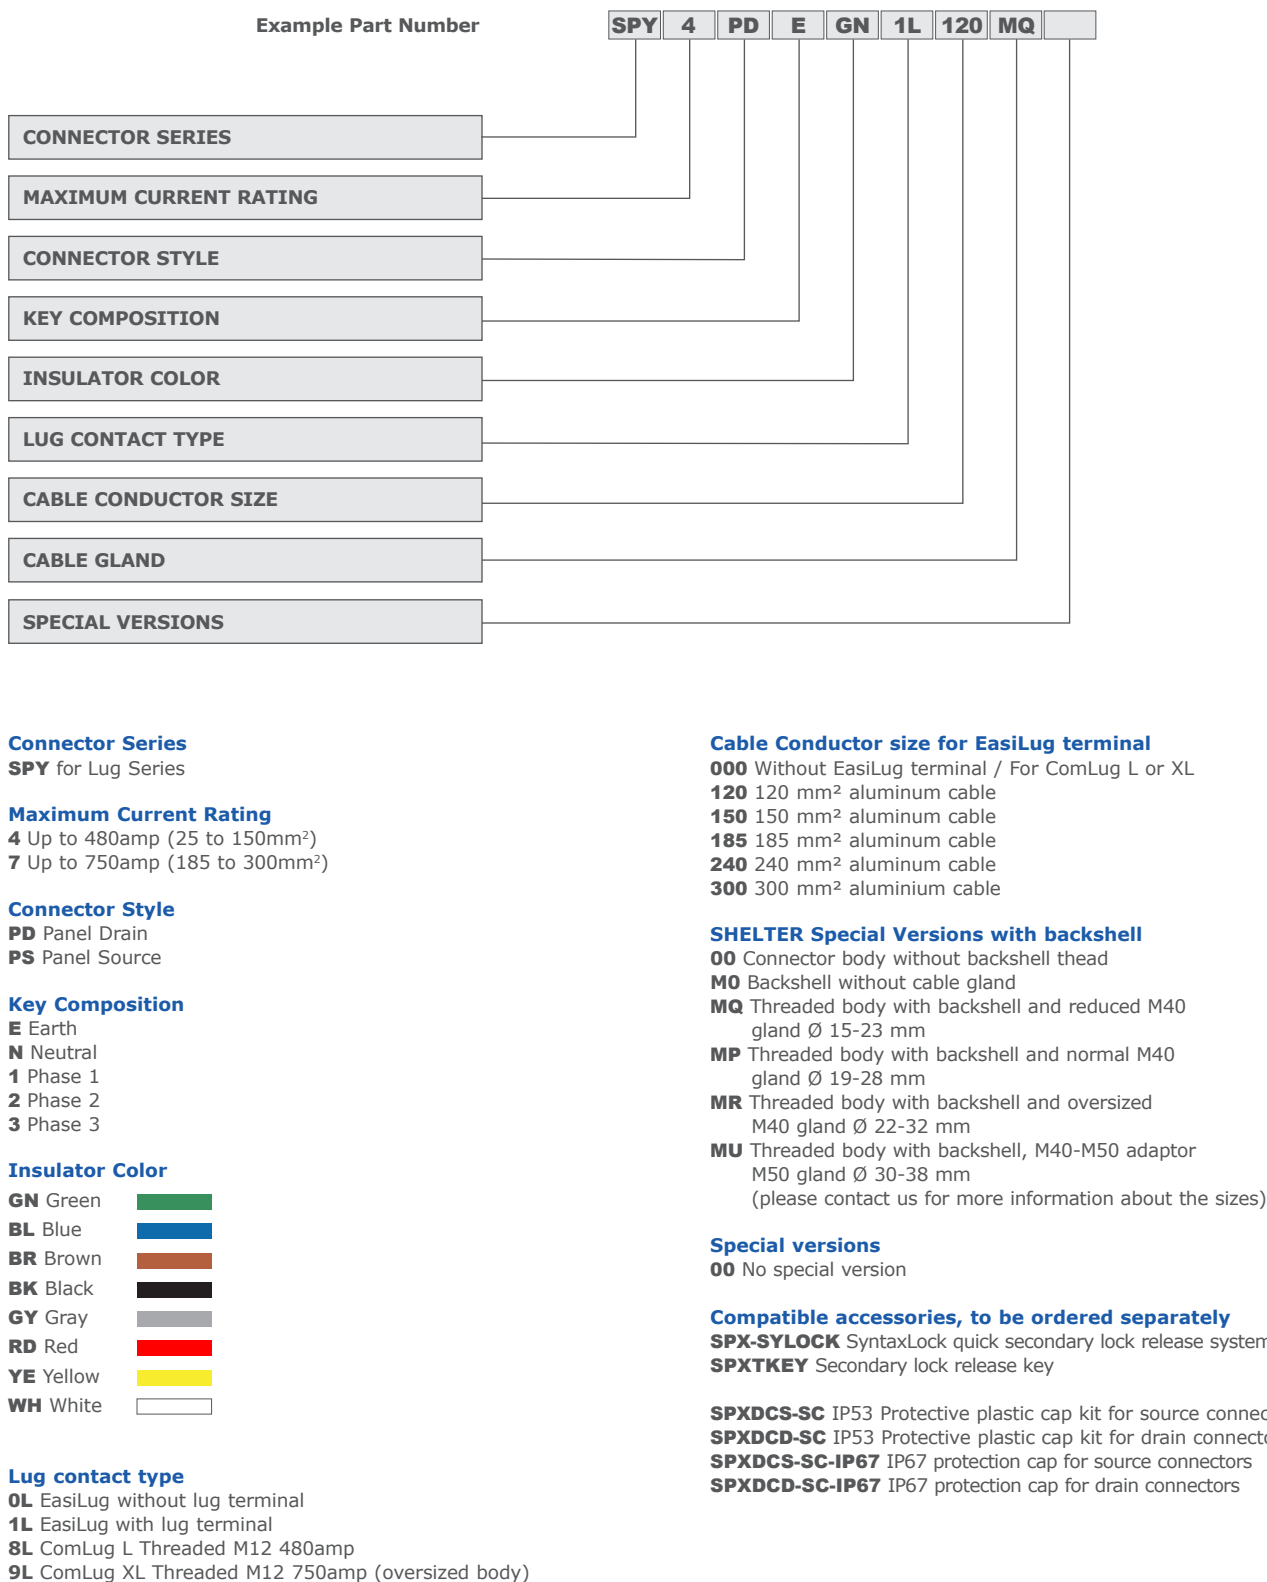 Example Part Number SPY 4 PD E GN 1L 120 MQ
CONNECTOR SERIES
MAXIMUM CURRENT RATING
CONNECTOR STYLE
KEY COMPOSITION
INSULATOR COLOR
LUG CONTACT TYPE
CABLE CONDUCTOR SIZE
CABLE GLAND
SPECIAL VERSIONS
Connector Series
SPY for Lug Series
Maximum Current Rating
4 Up to 480amp (25 to 150mm²)
7 Up to 750amp (185 to 300mm²)
Connector Style
PD Panel Drain
PS Panel Source
Key Composition
E Earth
N Neutral
1 Phase 1
2 Phase 2
3 Phase 3
Insulator Color
GN Green
BL Blue
BR Brown
BK Black
GY Gray
RD Red
YE Yellow
WH White
Lug contact type
0L EasiLug without lug terminal
1L EasiLug with lug terminal
8L ComLug L Threaded M12 480amp
9L ComLug XL Threaded M12 750amp (oversized body)
Cable Conductor size for EasiLug terminal
000 Without EasiLug terminal / For ComLug L or XL
120 120 mm² aluminum cable
150 150 mm² aluminum cable
185 185 mm² aluminum cable
240 240 mm² aluminum cable
300 300 mm² aluminium cable
SHELTER Special Versions with backshell
00 Connector body without backshell thead
M0 Backshell without cable gland
MQ Threaded body with backshell and reduced M40
gland Ø 15-23 mm
MP Threaded body with backshell and normal M40
gland Ø 19-28 mm
MR Threaded body with backshell and oversized
M40 gland Ø 22-32 mm
MU Threaded body with backshell, M40-M50 adaptor
M50 gland Ø 30-38 mm
(please contact us for more information about the sizes)
Special versions
00 No special version
Compatible accessories, to be ordered separately
SPX-SYLOCK SyntaxLock quick secondary lock release system
SPXTKEY Secondary lock release key
SPXDCS-SC IP53 Protective plastic cap kit for source
SPXDCD-SC IP53 Protective plastic cap kit for drain
SPXDCS-SC-IP67 IP67 protection cap for source connectors
SPXDCD-SC-IP67 IP67 protection cap for drain connectors